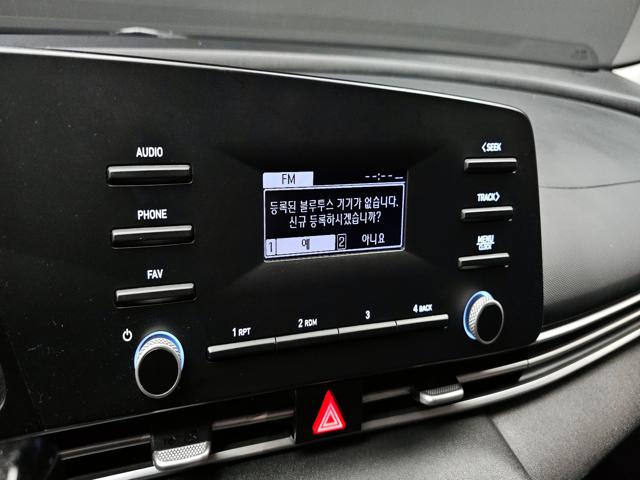 AUDIO
PHONE
FAV
FM
--:--
등록된 블루투스 기기가 없습니다.
신규 등록하시겠습니까?
1 예 2 아니요
<SEEK
TRACK>
MENU
1 RPT
2 RDM
3
4 BACK